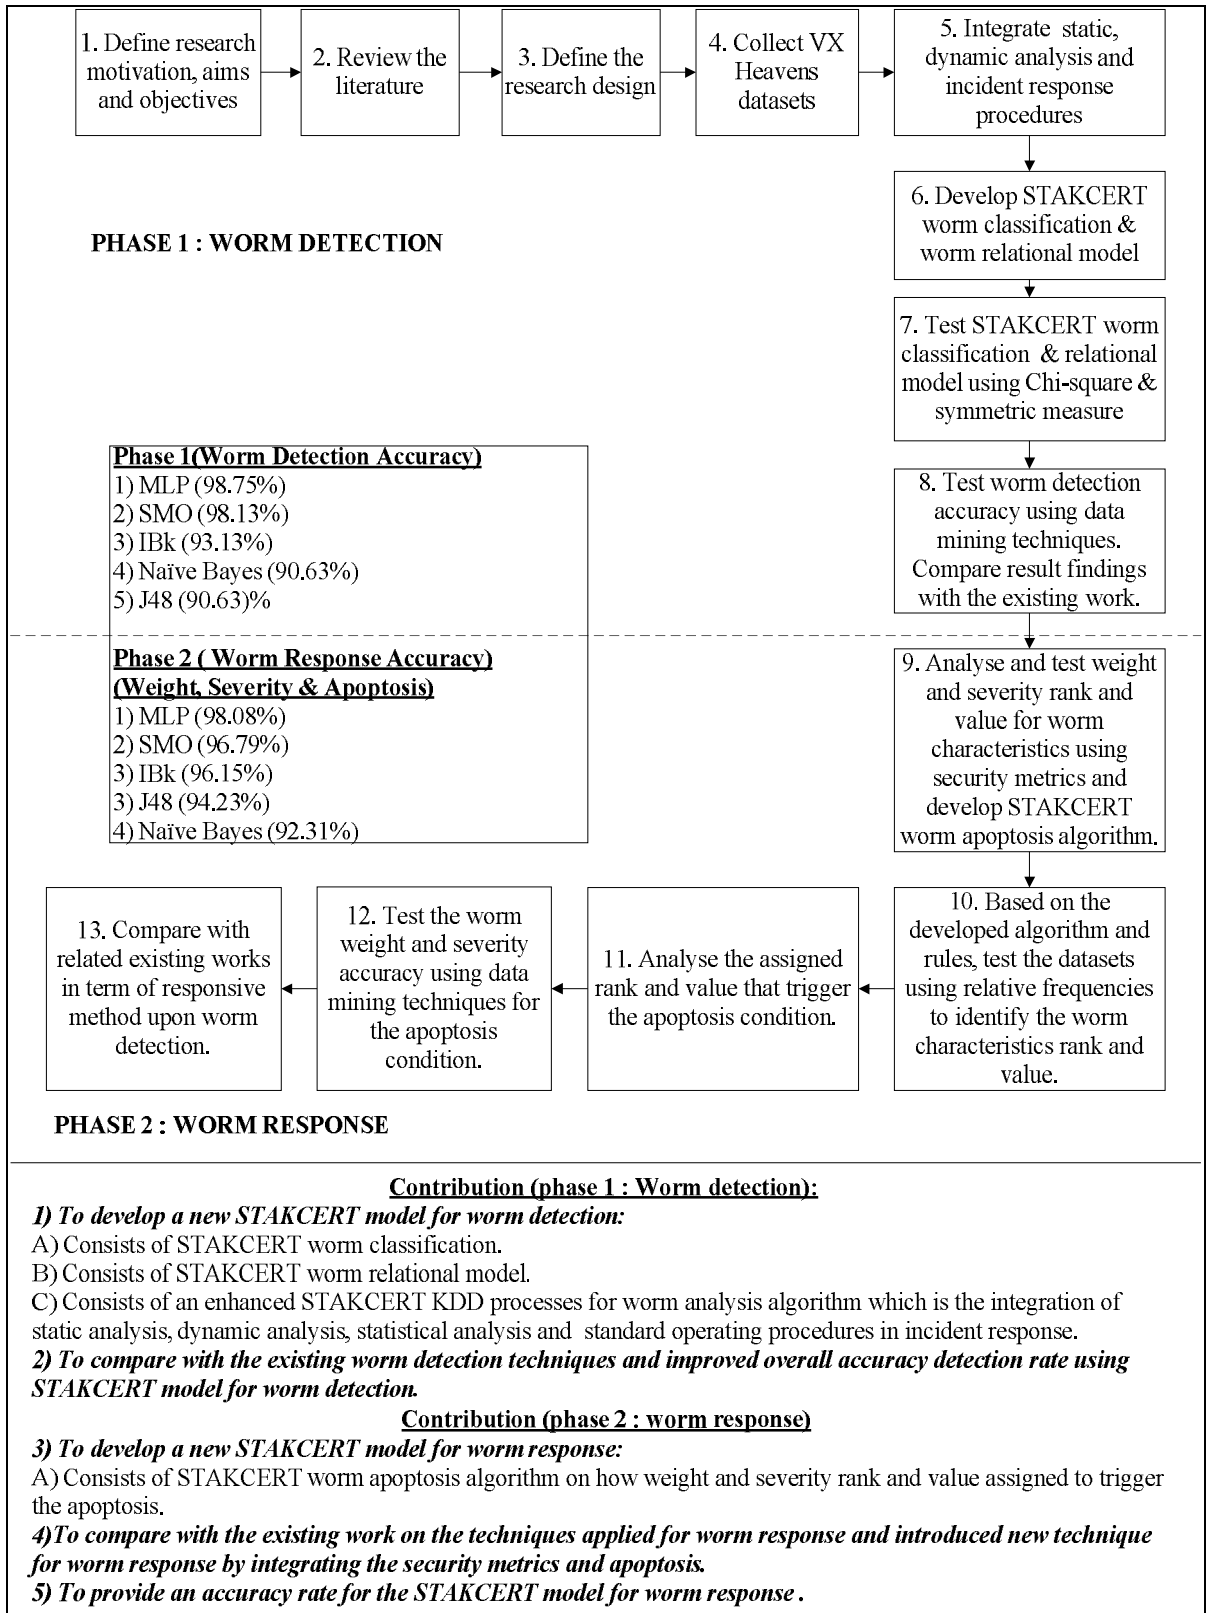 1. Define research
motivation, aims
and objectives
2. Review the
literature
3. Define the
research design
4. Collect VX
Heavens
datasets
5. Integrate static,
dynamic analysis and
incident response
procedures
6. Develop STAKCERT
worm classification &
worm relational model
PHASE 1 : WORM DETECTION
7. Test STAKCERT worm
classification & relational
model using Chi-square &
symmetric measure
Phase 1(Worm Detection Accuracy)
1) MLP (98.75%)
2) SMO (98.13%)
3) IBk (93.13%)
4) Naïve Bayes (90.63%)
5) J48 (90.63)%
8. Test worm detection
accuracy using data
mining techniques.
Compare result findings
with the existing work.
Phase 2 ( Worm Response Accuracy)
(Weight, Severity & Apoptosis)
1) MLP (98.08%)
2) SMO (96.79%)
3) IBk (96.15%)
3) J48 (94.23%)
4) Naïve Bayes (92.31%)
9. Analyse and test weight
and severity rank and
value for worm
characteristics using
security metrics and
develop STAKCERT
worm apoptosis algorithm.
10. Based on the
developed algorithm and
rules, test the datasets
using relative frequencies
to identify the worm
characteristics rank and
value.
11. Analyse the assigned
rank and value that trigger
the apoptosis condition.
12. Test the worm
weight and severity
accuracy using data
mining techniques for
the apoptosis
condition.
13. Compare with
related existing works
in term of responsive
method upon worm
detection.
PHASE 2 : WORM RESPONSE
Contribution (phase 1 : Worm detection):
1) To develop a new STAKCERT model for worm detection:
A) Consists of STAKCERT worm classification.
B) Consists of STAKCERT worm relational model.
C) Consists of an enhanced STAKCERT KDD processes for worm analysis algorithm which is the integration of
static analysis, dynamic analysis, statistical analysis and standard operating procedures in incident response.
2) To compare with the existing worm detection techniques and improved overall accuracy detection rate using
STAKCERT model for worm detection.
Contribution (phase 2 : worm response)
3) To develop a new STAKCERT model for worm response:
A) Consists of STAKCERT worm apoptosis algorithm on how weight and severity rank and value assigned to trigger
the apoptosis.
4)To compare with the existing work on the techniques applied for worm response and introduced new technique
for worm response by integrating the security metrics and apoptosis.
5) To provide an accuracy rate for the STAKCERT model for worm response .